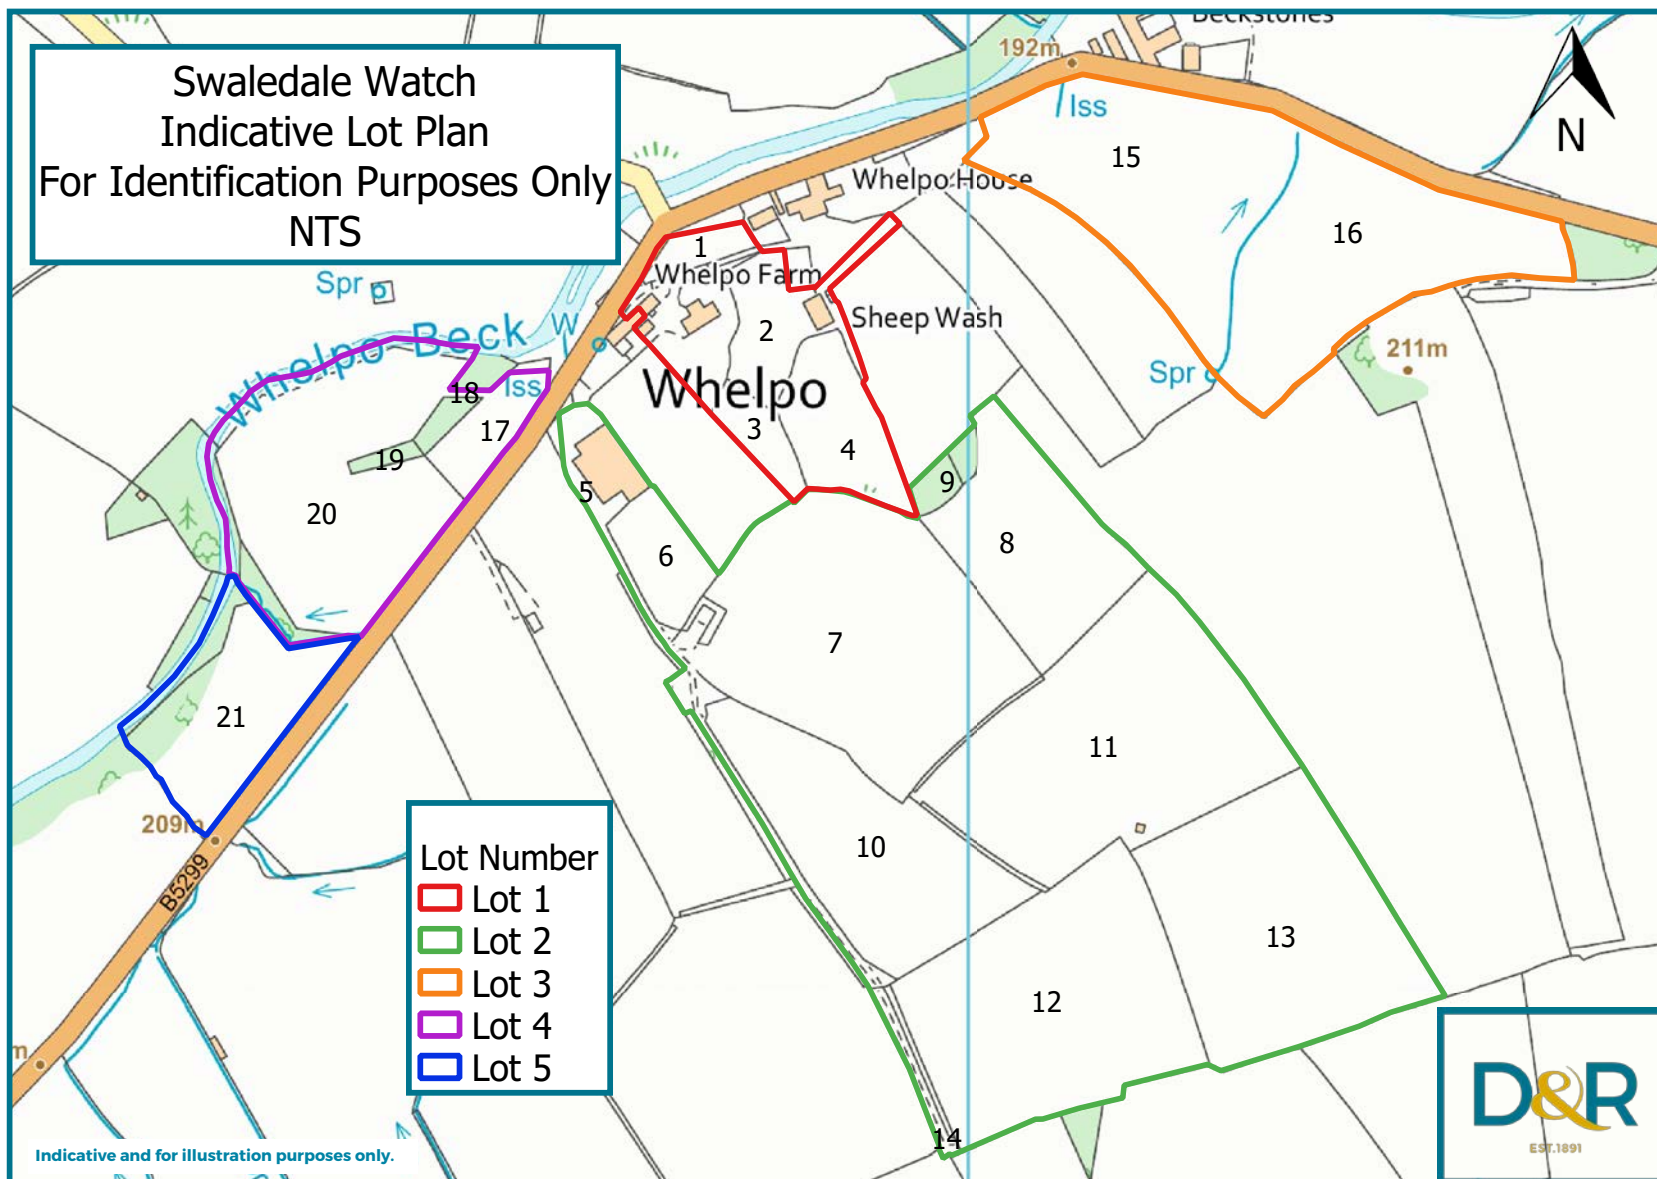 Swaledale Watch
Indicative Lot Plan
For Identification Purposes Only
NTS
Beckstones
192m
Iss
N
15
Whelpo House
16
1
Whelpo Farm
Spr
2
Sheep Wash
Whelpo Beck
W
211m
Spr
18
Iss
Whelpo
17
3
4
19
9
5
20
8
6
7
21
11
209m
10
B5299
Lot Number
Lot 1
Lot 2
Lot 3
Lot 4
Lot 5
13
12
m
14
D&R
EST.1891
Indicative and for illustration purposes only.